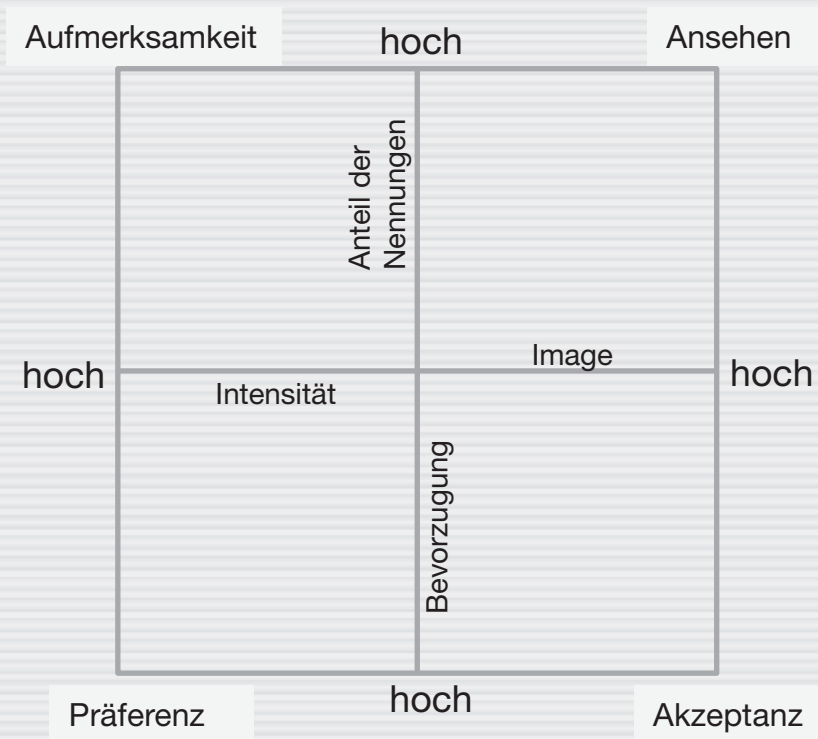 Aufmerksamkeit
hoch
Ansehen
Anteil der
Nennungen
hoch
Image
hoch
Intensität
Bevorzugung
Präferenz
hoch
Akzeptanz